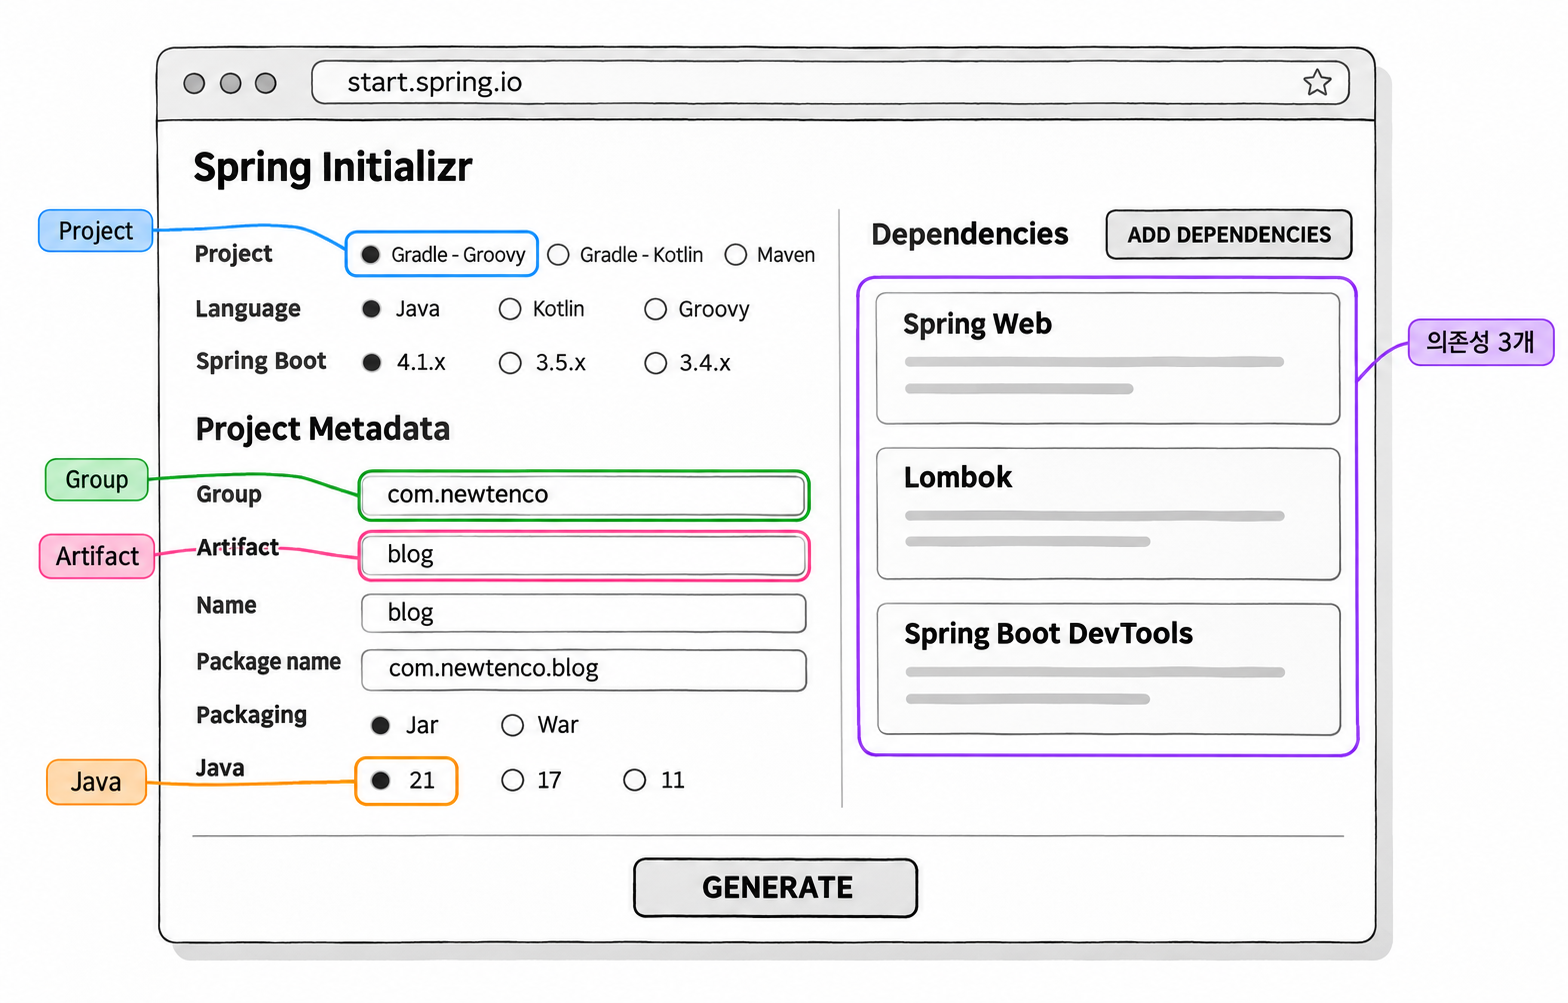 start.spring.io
Spring Initializr
Project
Project
Gradle - Groovy
Gradle - Kotlin
Maven
Language
Java
Kotlin
Groovy
Spring Boot
4.1.x
3.5.x
3.4.x
Project Metadata
Group
Group
com.newtenco
Artifact
Artifact
blog
Name
blog
Package name
com.newtenco.blog
Packaging
Jar
War
Java
Java
21
17
11
Dependencies
ADD DEPENDENCIES
Spring Web
Lombok
Spring Boot DevTools
의존성 3개
GENERATE